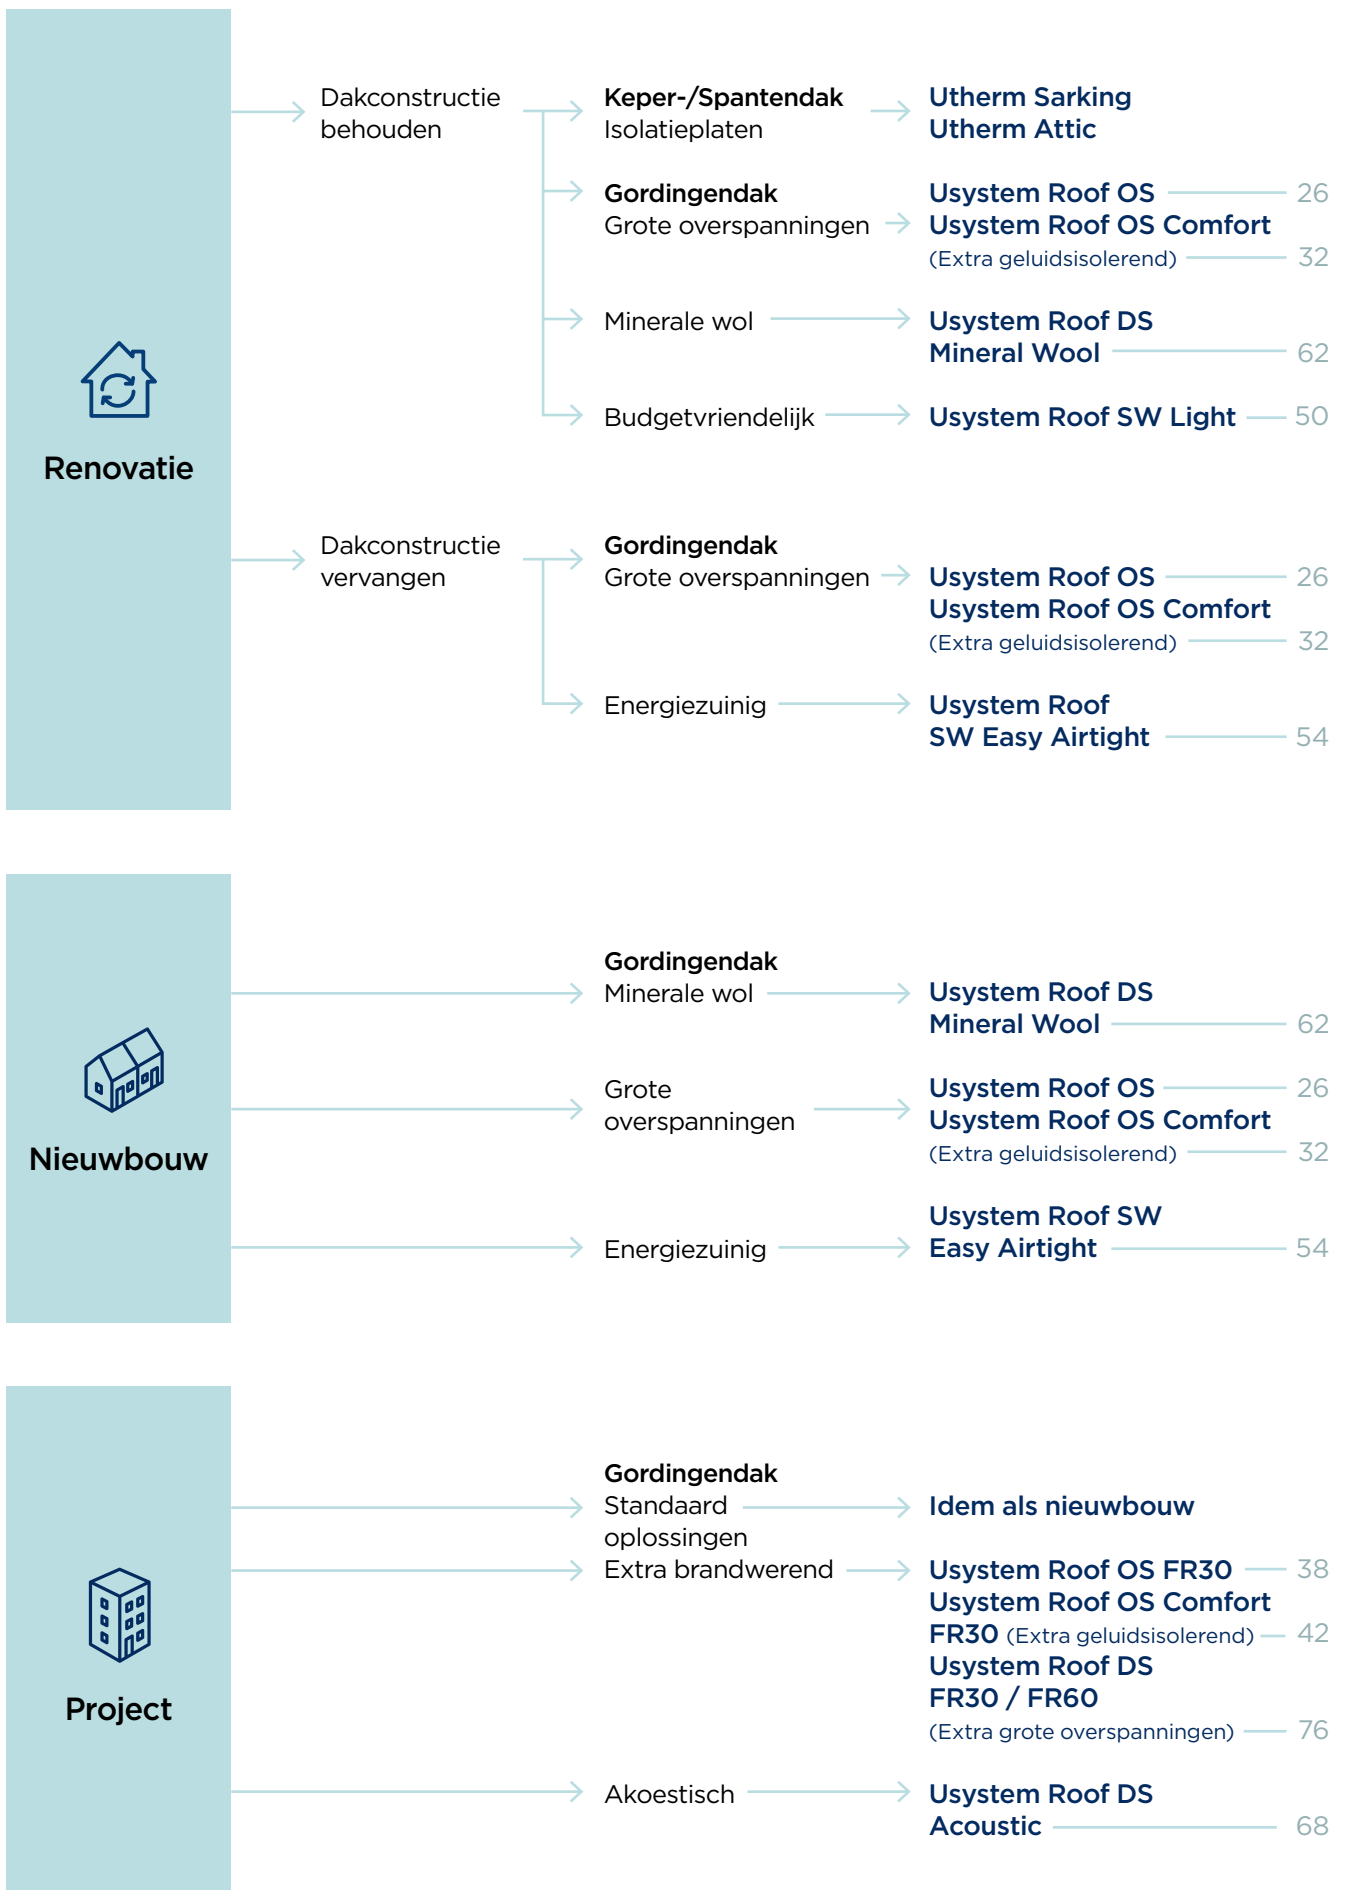 Renovatie
Dakconstructie
behouden
Keper-/Spantendak
Isolatieplaten
Utherm Sarking
Utherm Attic
Gordingendak
Grote overspanningen
Usystem Roof OS 26
Usystem Roof OS Comfort
(Extra geluidsisolerend) 32
Minerale wol
Usystem Roof DS
Mineral Wool 62
Budgetvriendelijk
Usystem Roof SW Light 50
Dakconstructie
vervangen
Gordingendak
Grote overspanningen
Usystem Roof OS 26
Usystem Roof OS Comfort
(Extra geluidsisolerend) 32
Energiezuinig
Usystem Roof
SW Easy Airtight 54
Nieuwbouw
Gordingendak
Minerale wol
Usystem Roof DS
Mineral Wool 62
Grote
overspanningen
Usystem Roof OS 26
Usystem Roof OS Comfort
(Extra geluidsisolerend) 32
Energiezuinig
Usystem Roof SW
Easy Airtight 54
Project
Gordingendak
Standaard
oplossingen
Idem als nieuwbouw
Extra brandwerend
Usystem Roof OS FR30 38
Usystem Roof OS Comfort
FR30 (Extra geluidsisolerend) 42
Usystem Roof DS
FR30 / FR60
(Extra grote overspanningen) 76
Akoestisch
Usystem Roof DS
Acoustic 68